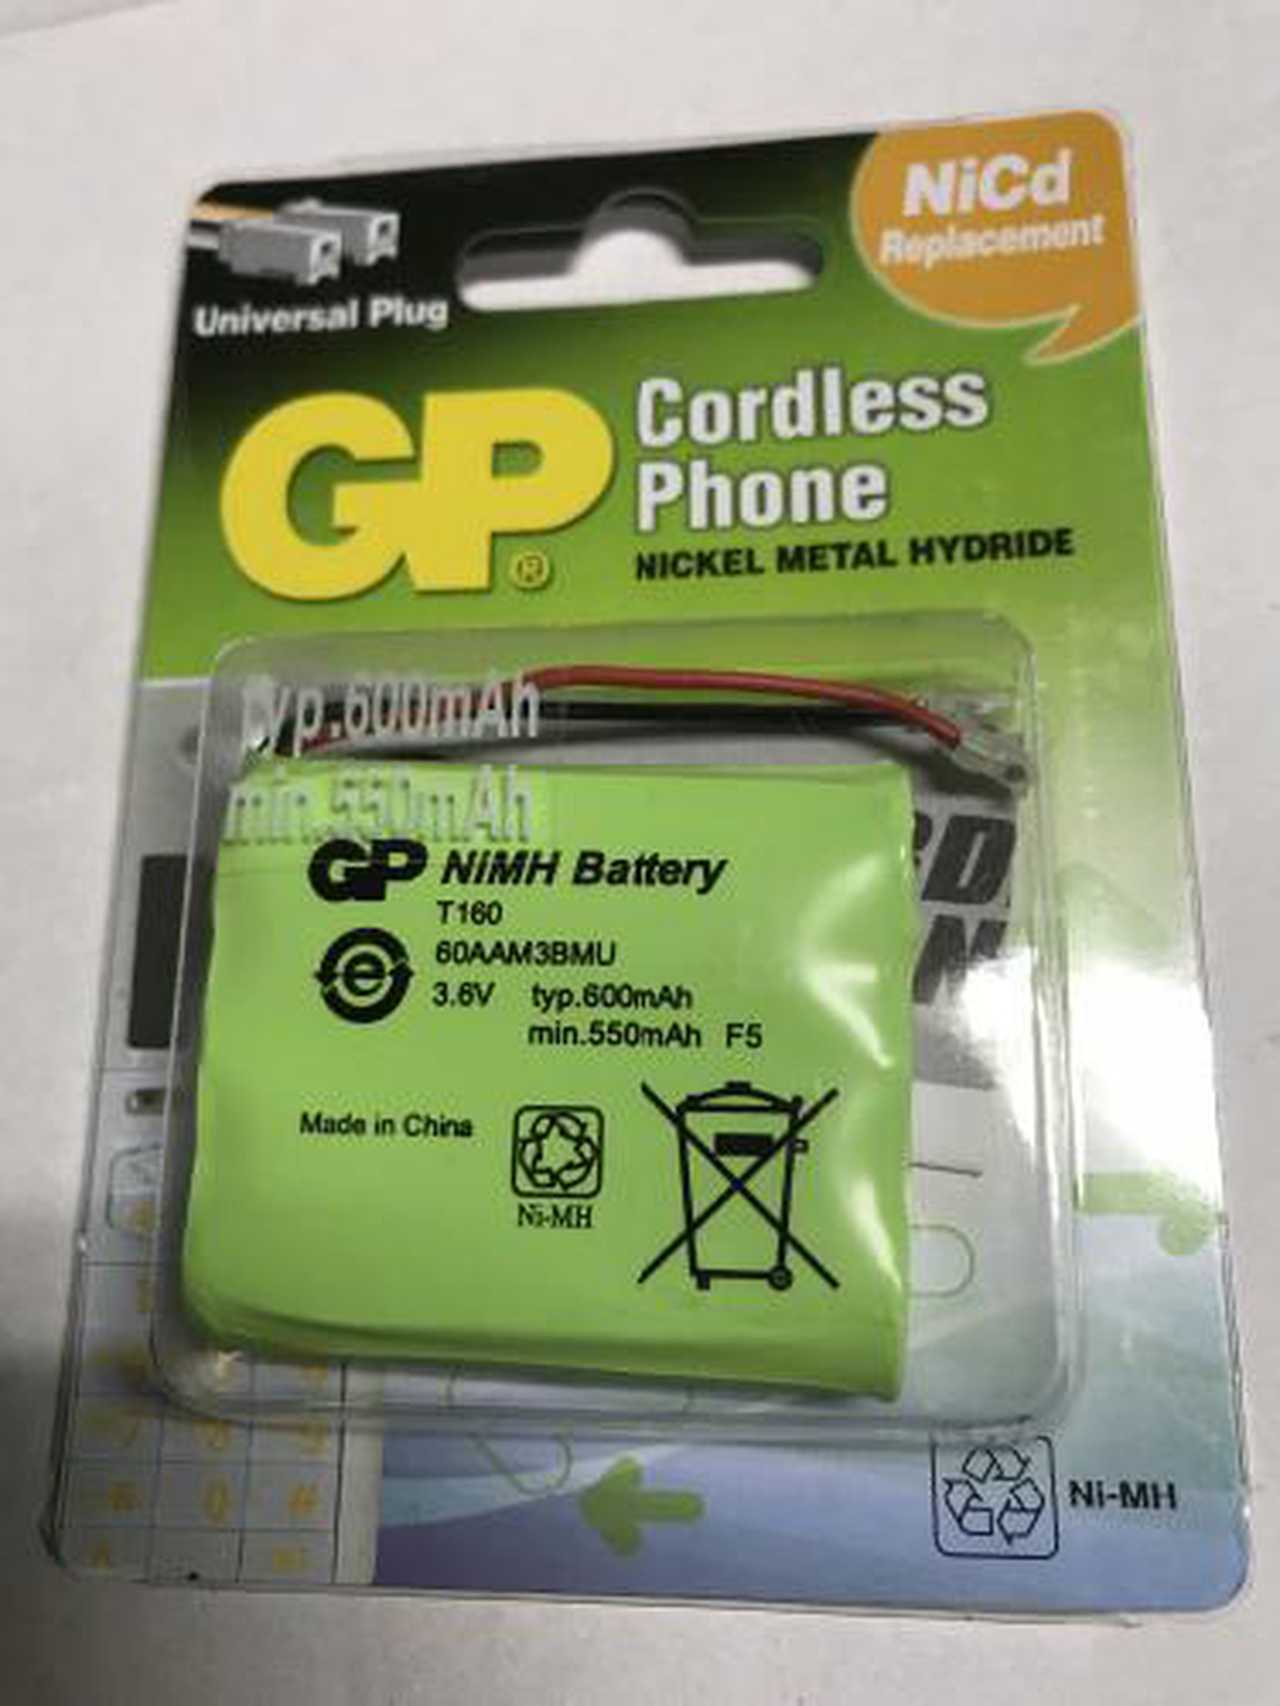 NiCd
Replacement
Universal Plug
GP
Cordless
Phone
NICKEL METAL HYDRIDE
typ.600mAh
min.550mAh
GP NiMH Battery
T160
60AAM3BMU
3.6V typ.600mAh
min.550mAh F5
Made in China
Ni-MH
Ni-MH
0 #